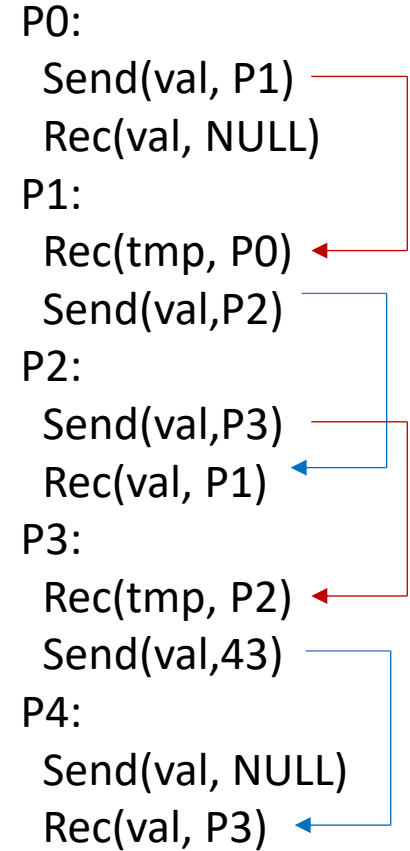 P0:
Send(val, P1)
Rec(val, NULL)
P1:
Rec(tmp, P0)
Send(val,P2)
P2:
Send(val,P3)
Rec(val, P1)
P3:
Rec(tmp, P2)
Send(val,43)
P4:
Send(val, NULL)
Rec(val, P3)